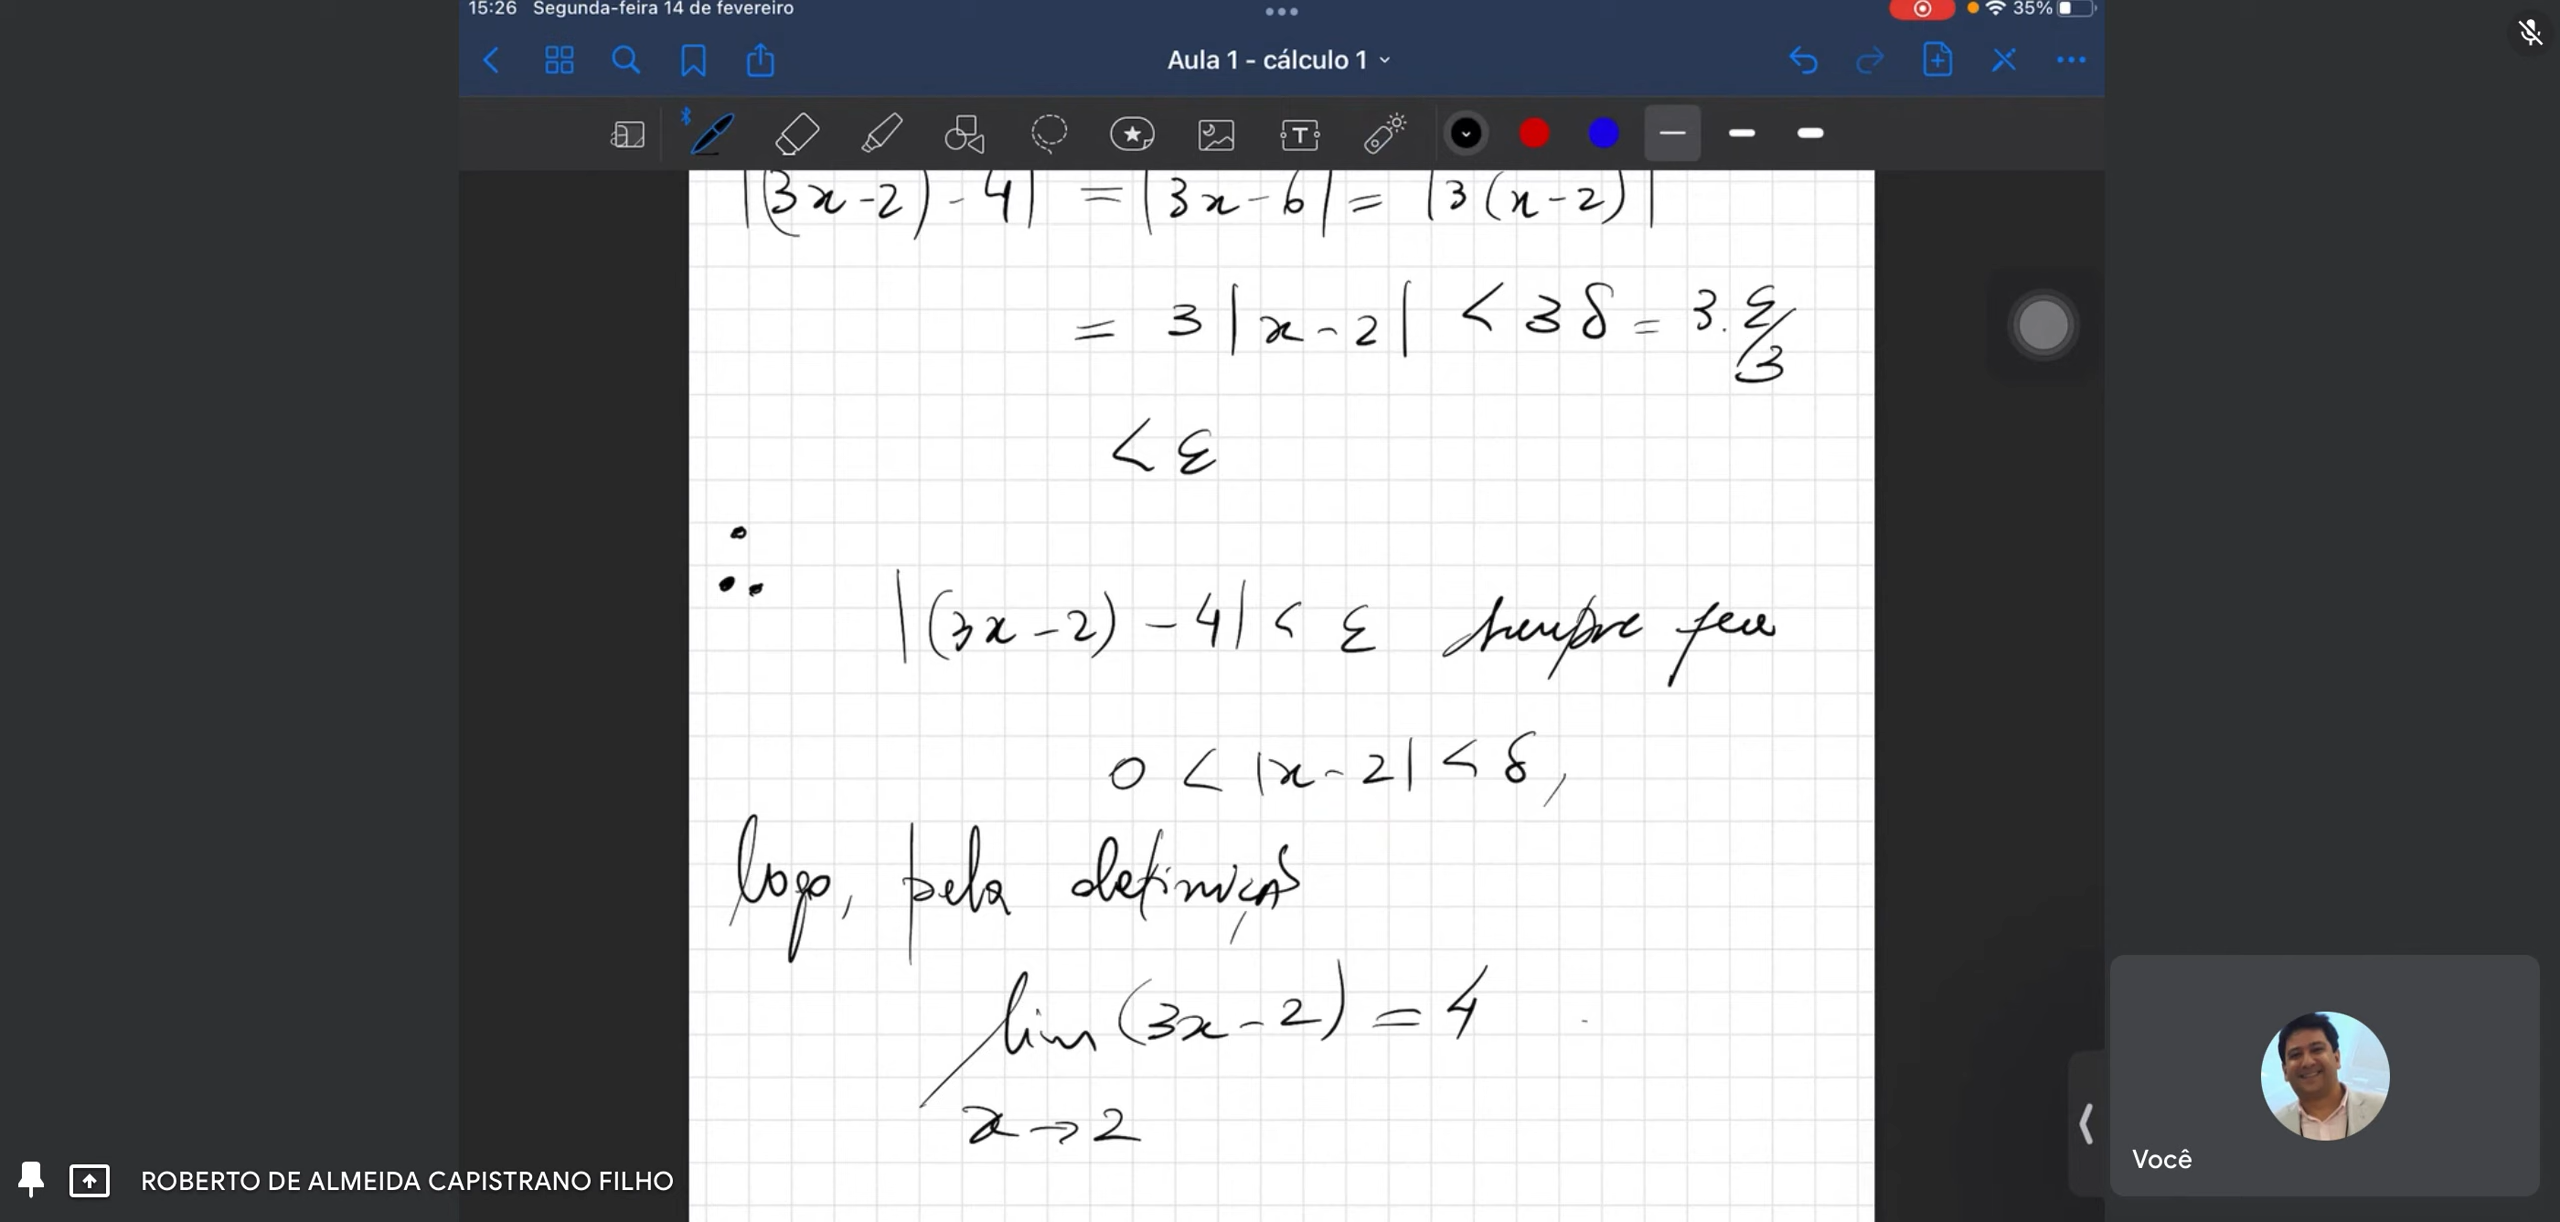 15:26 Segunda-feira 14 de fevereiro
35%
Aula 1 - cálculo 1
|(3x-2)-4| = |3x-6| = |3(x-2)|
= 3|x-2| < 3δ = 3.ε/3
< ε
∴ |(3x-2)-4| < ε sempre que
0 < |x-2| < δ,
logo, pela definição
lim (3x-2) = 4
x→2
Você
ROBERTO DE ALMEIDA CAPISTRANO FILHO